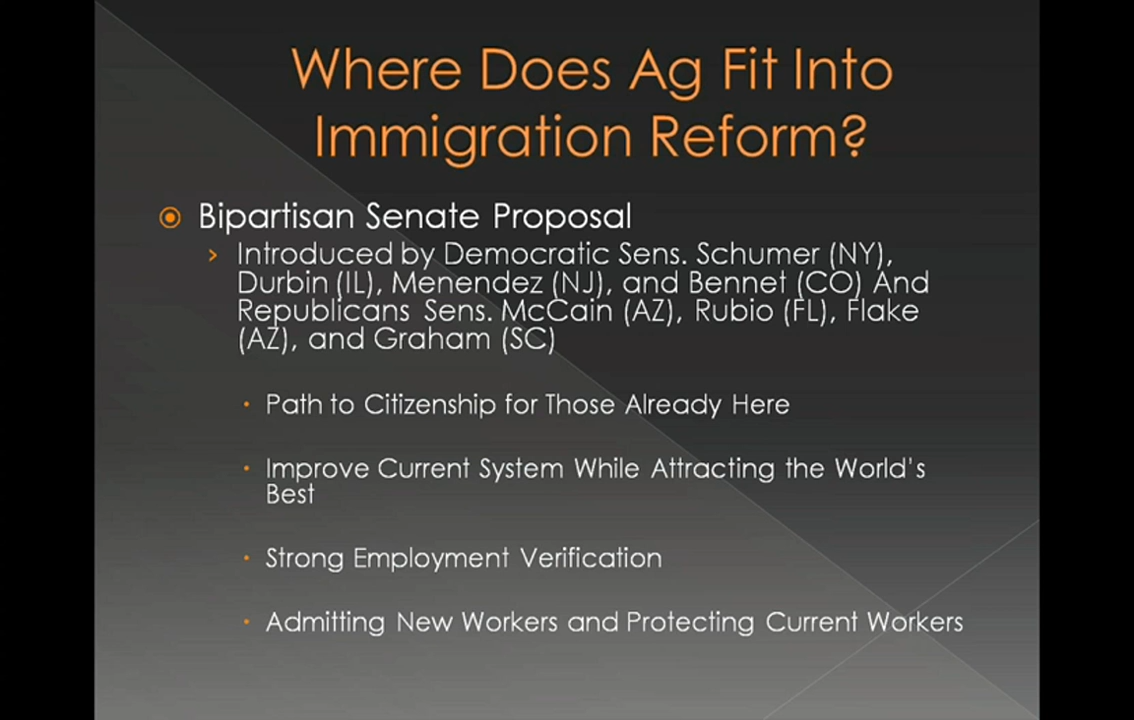 Where Does Ag Fit Into
Immigration Reform?
Bipartisan Senate Proposal
Introduced by Democratic Sens. Schumer (NY),
Durbin (IL), Menendez (NJ), and Bennet (CO) And
Republicans Sens. McCain (AZ), Rubio (FL), Flake
(AZ), and Graham (SC)
Path to Citizenship for Those Already Here
Improve Current System While Attracting the World's
Best
Strong Employment Verification
Admitting New Workers and Protecting Current Workers